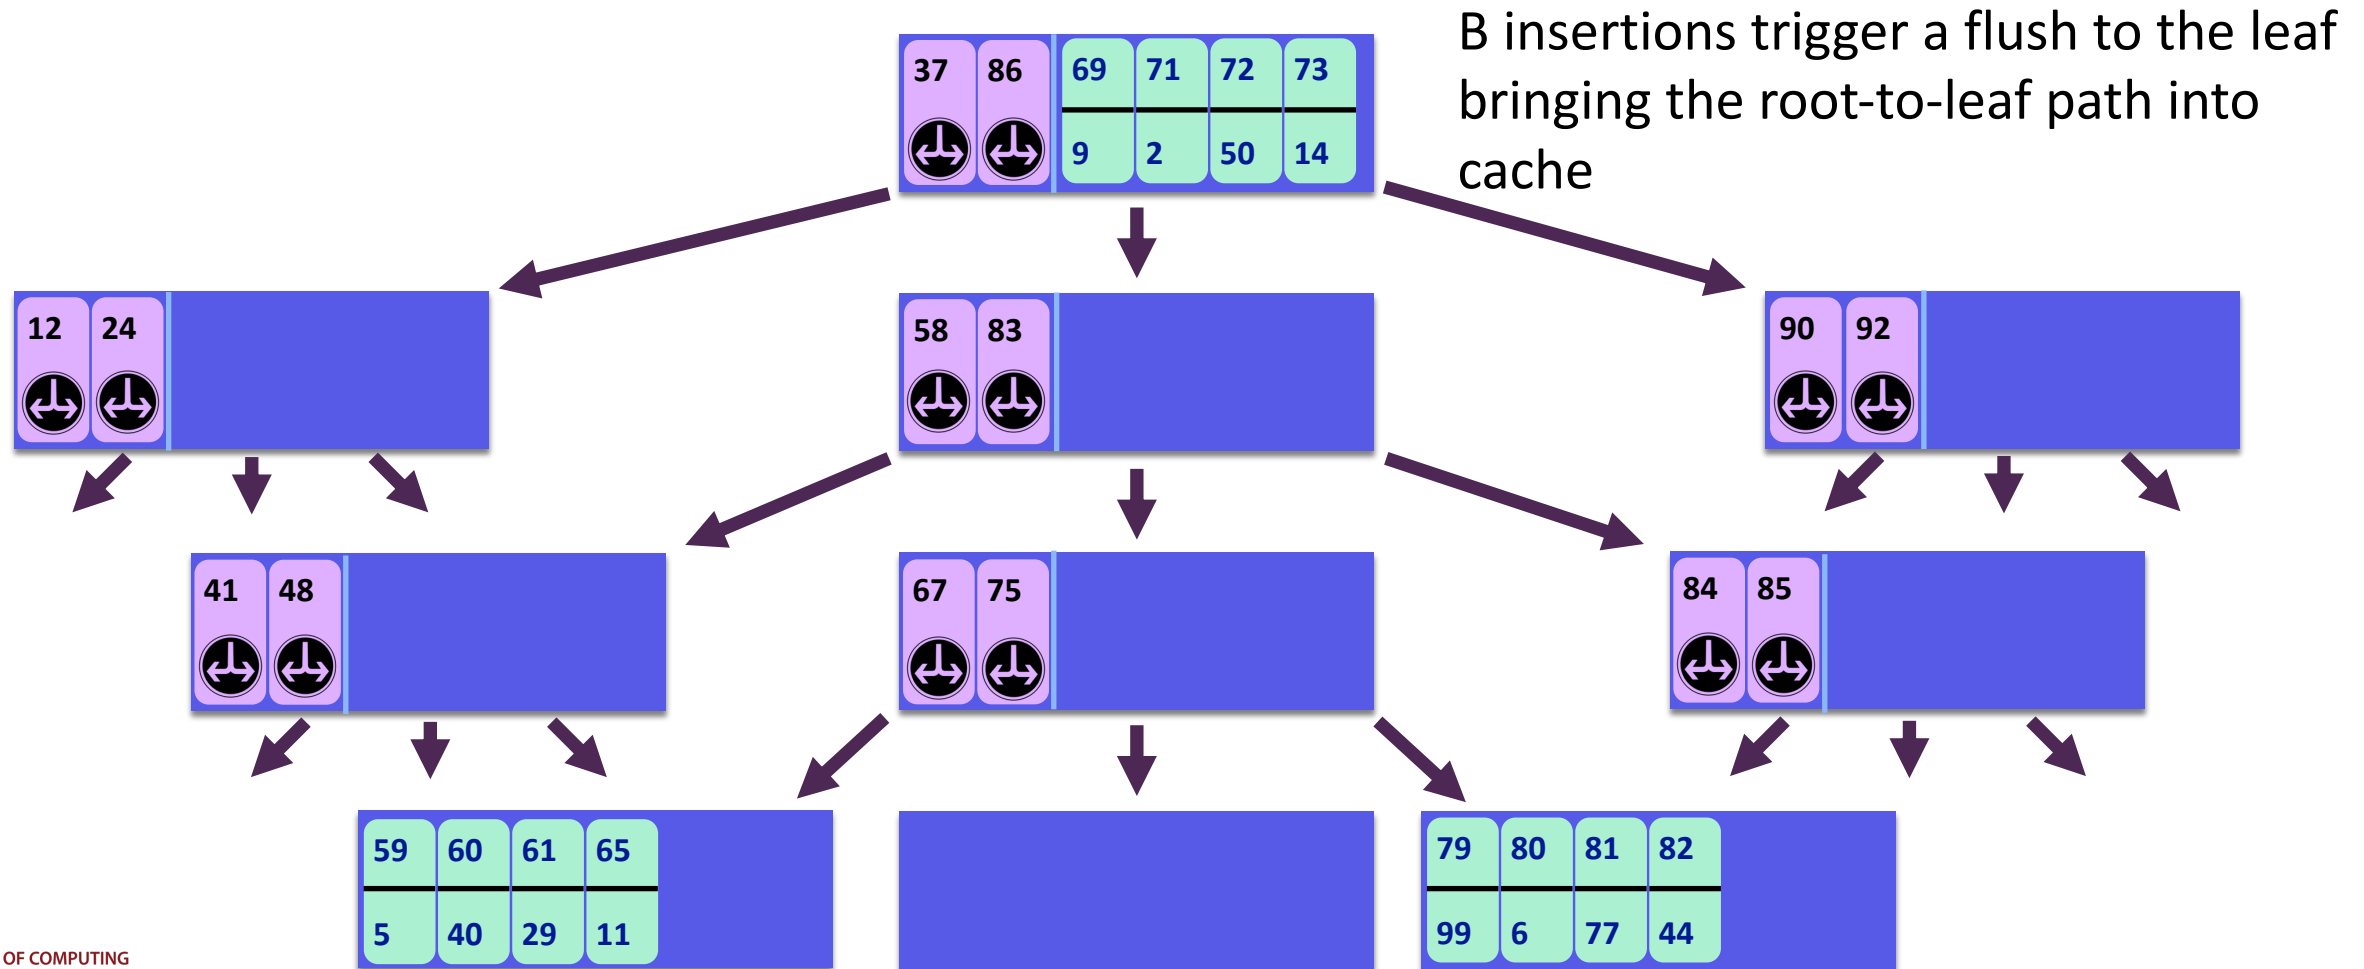 B insertions trigger a flush to the leaf
bringing the root-to-leaf path into
cache
37 86 69 71 72 73
9 2 50 14
12 24
58 83
90 92
41 48
67 75
84 85
59 60 61 65
5 40 29 11
79 80 81 82
99 6 77 44
OF COMPUTING